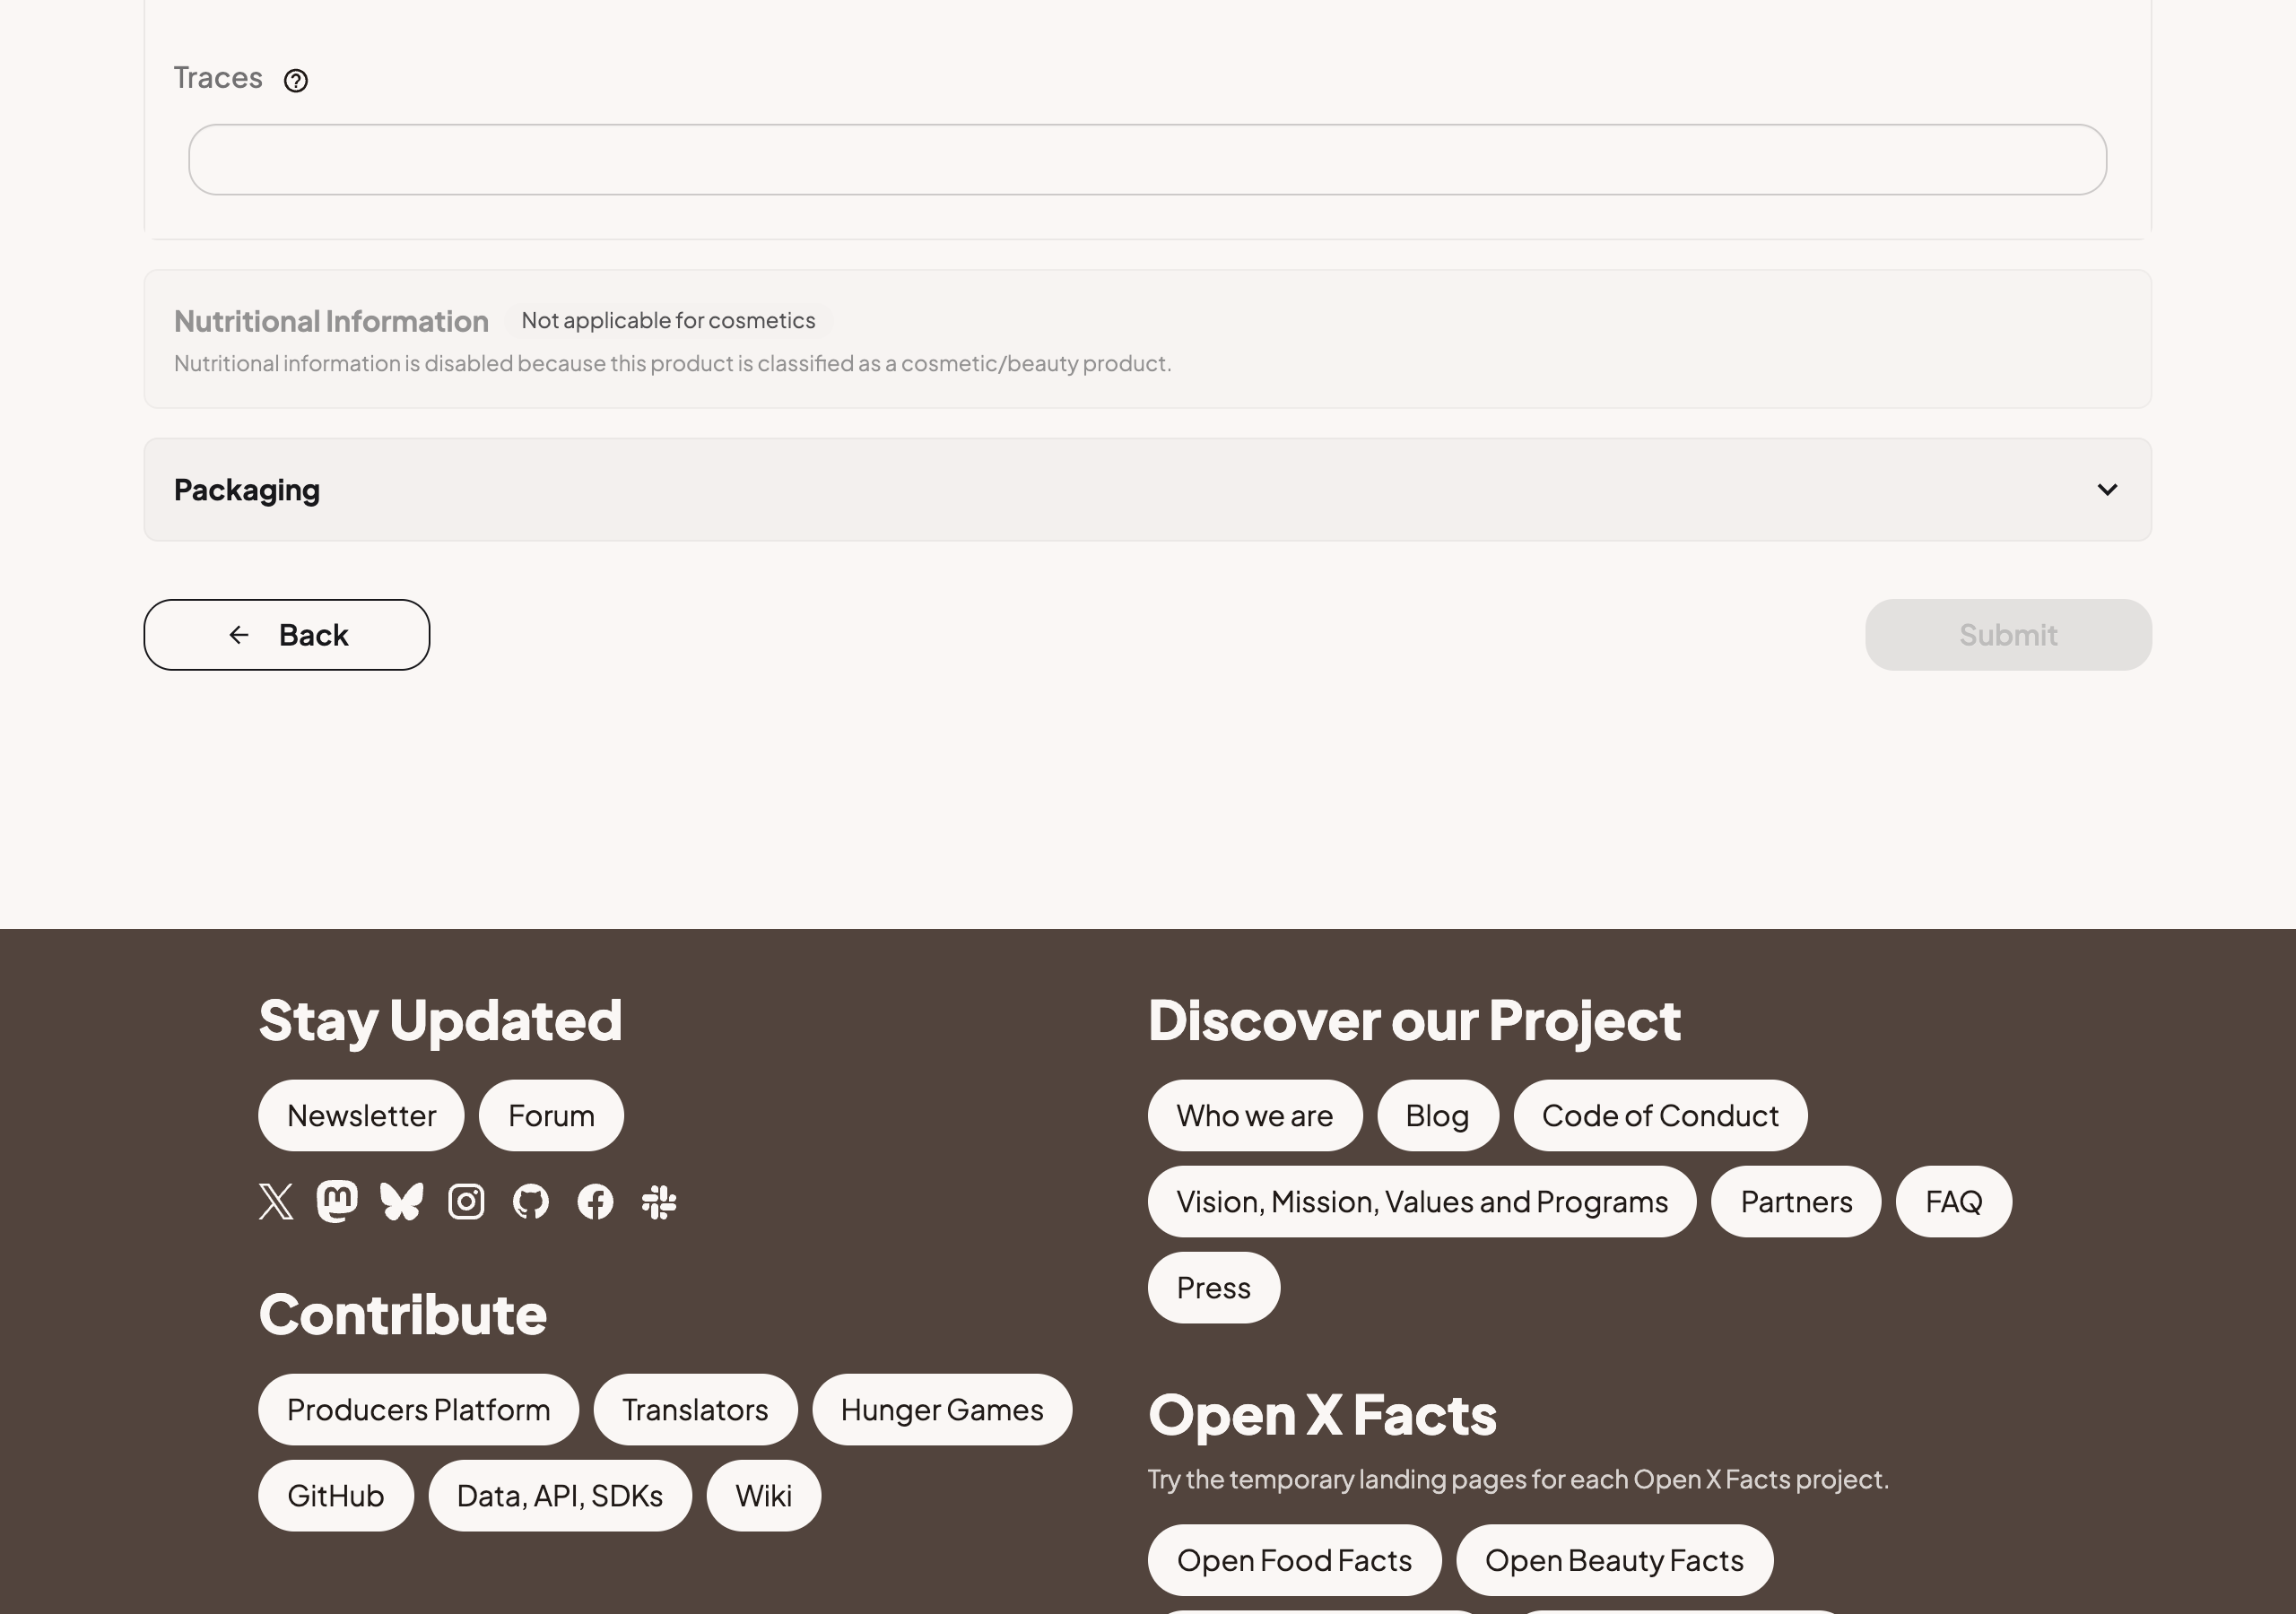 Traces
Nutritional Information Not applicable for cosmetics
Nutritional information is disabled because this product is classified as a cosmetic/beauty product.
Packaging
Back
Submit
Stay Updated
Newsletter Forum
Contribute
Producers Platform Translators Hunger Games
GitHub Data, API, SDKs Wiki
Discover our Project
Who we are Blog Code of Conduct
Vision, Mission, Values and Programs Partners FAQ
Press
Open X Facts
Try the temporary landing pages for each Open X Facts project.
Open Food Facts Open Beauty Facts